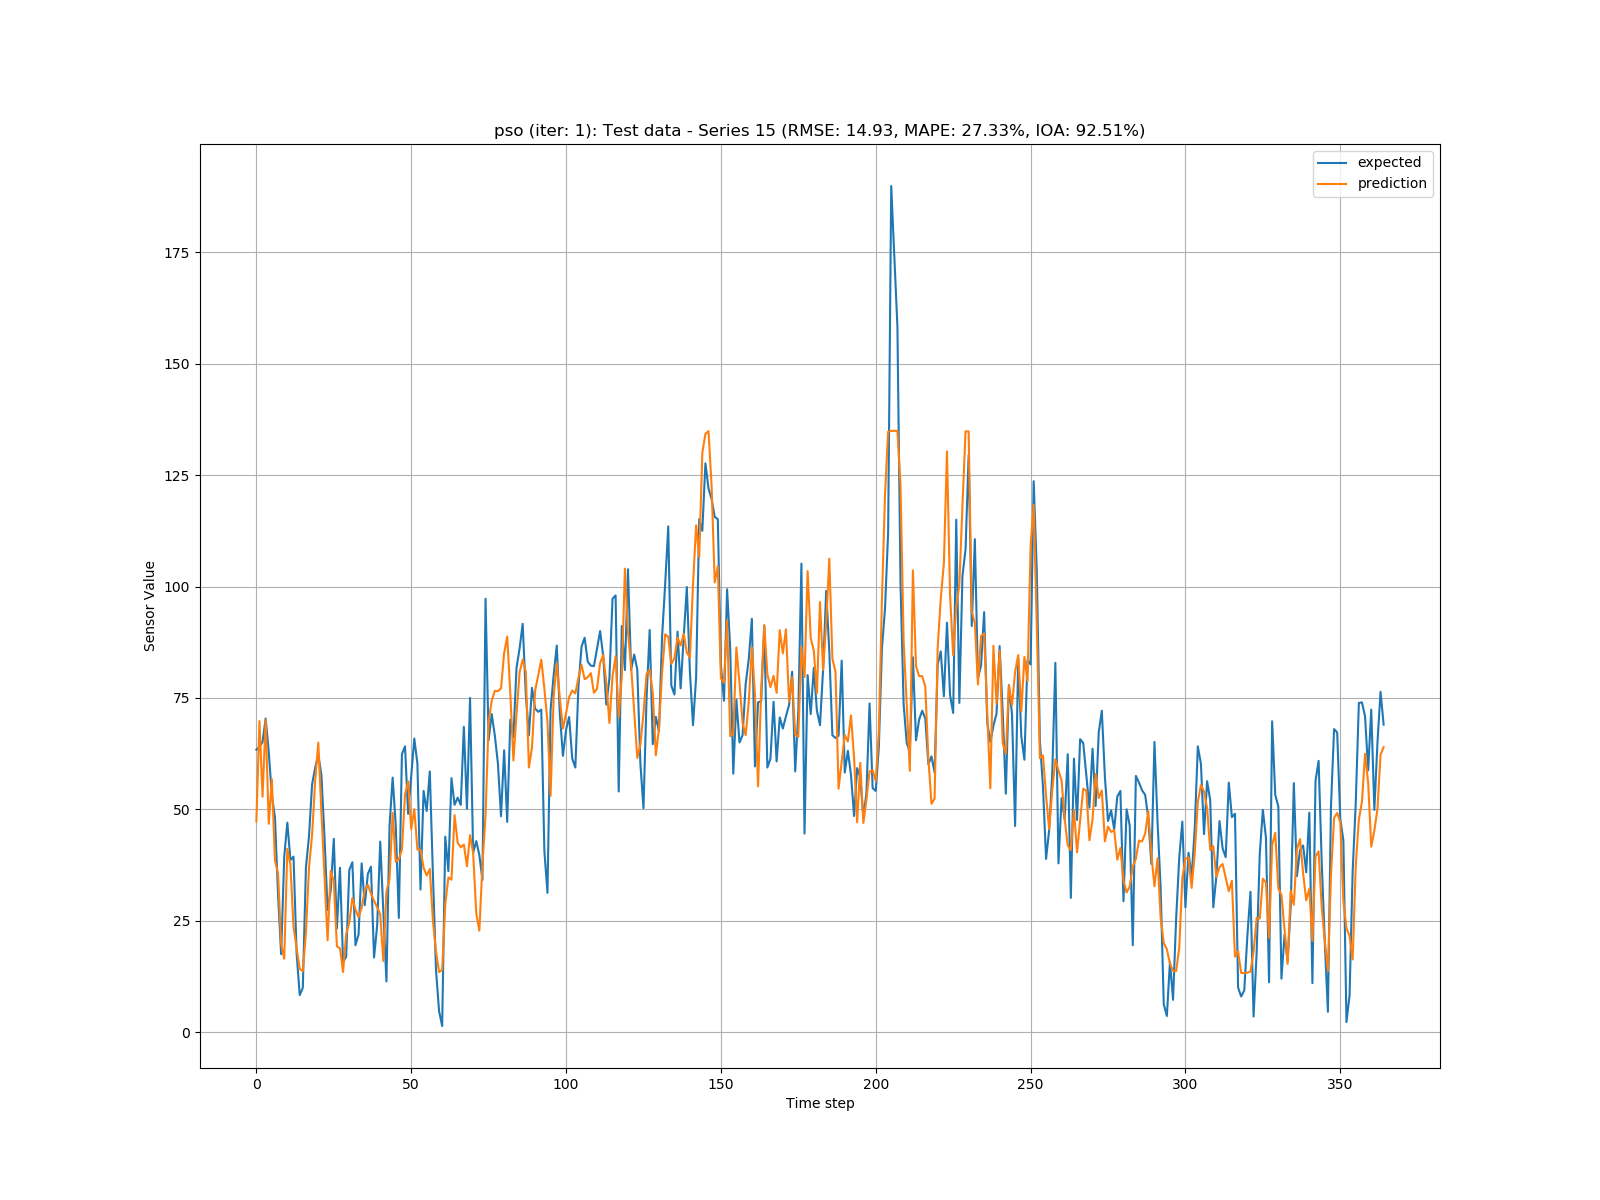 pso (iter: 1): Test data - Series 15 (RMSE: 14.93, MAPE: 27.33%, IOA: 92.51%)
expected
prediction
175
150
125
100
75
50
25
0
Sensor Value
0 50 100 150 200 250 300 350
Time step